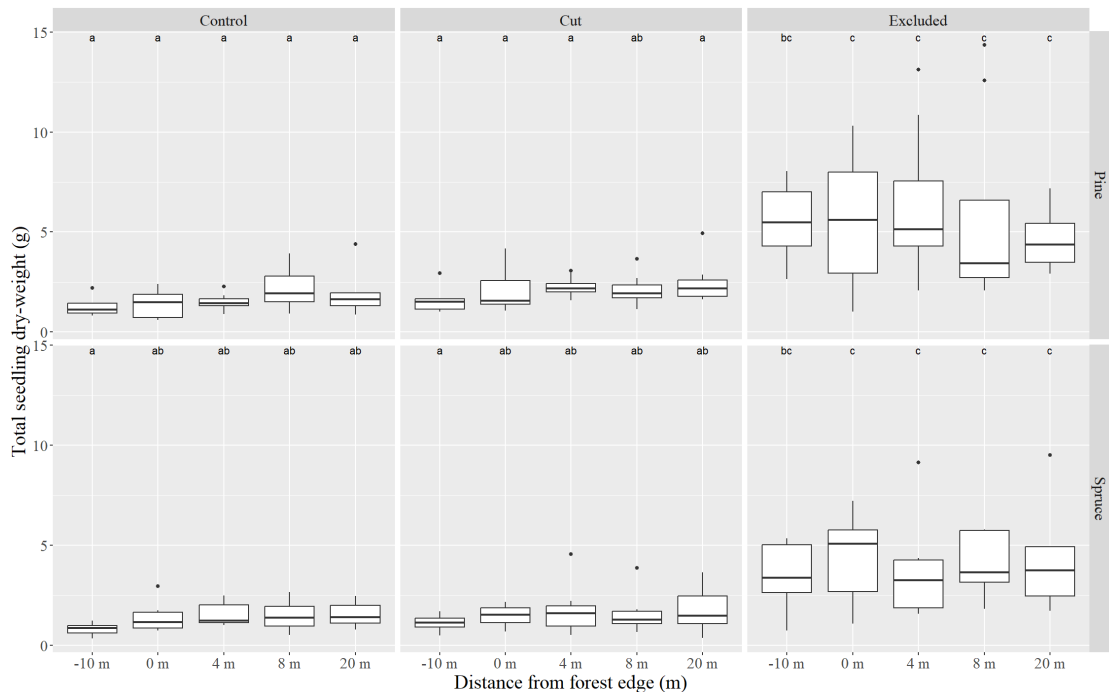 Control Cut Excluded
15
a a a a a a a a ab a bc c c c c
10
5
0
Pine
15
a ab ab ab ab a ab ab ab ab bc c c c c
10
5
0
Spruce
Total seedling dry-weight (g)
-10 m 0 m 4 m 8 m 20 m -10 m 0 m 4 m 8 m 20 m -10 m 0 m 4 m 8 m 20 m
Distance from forest edge (m)